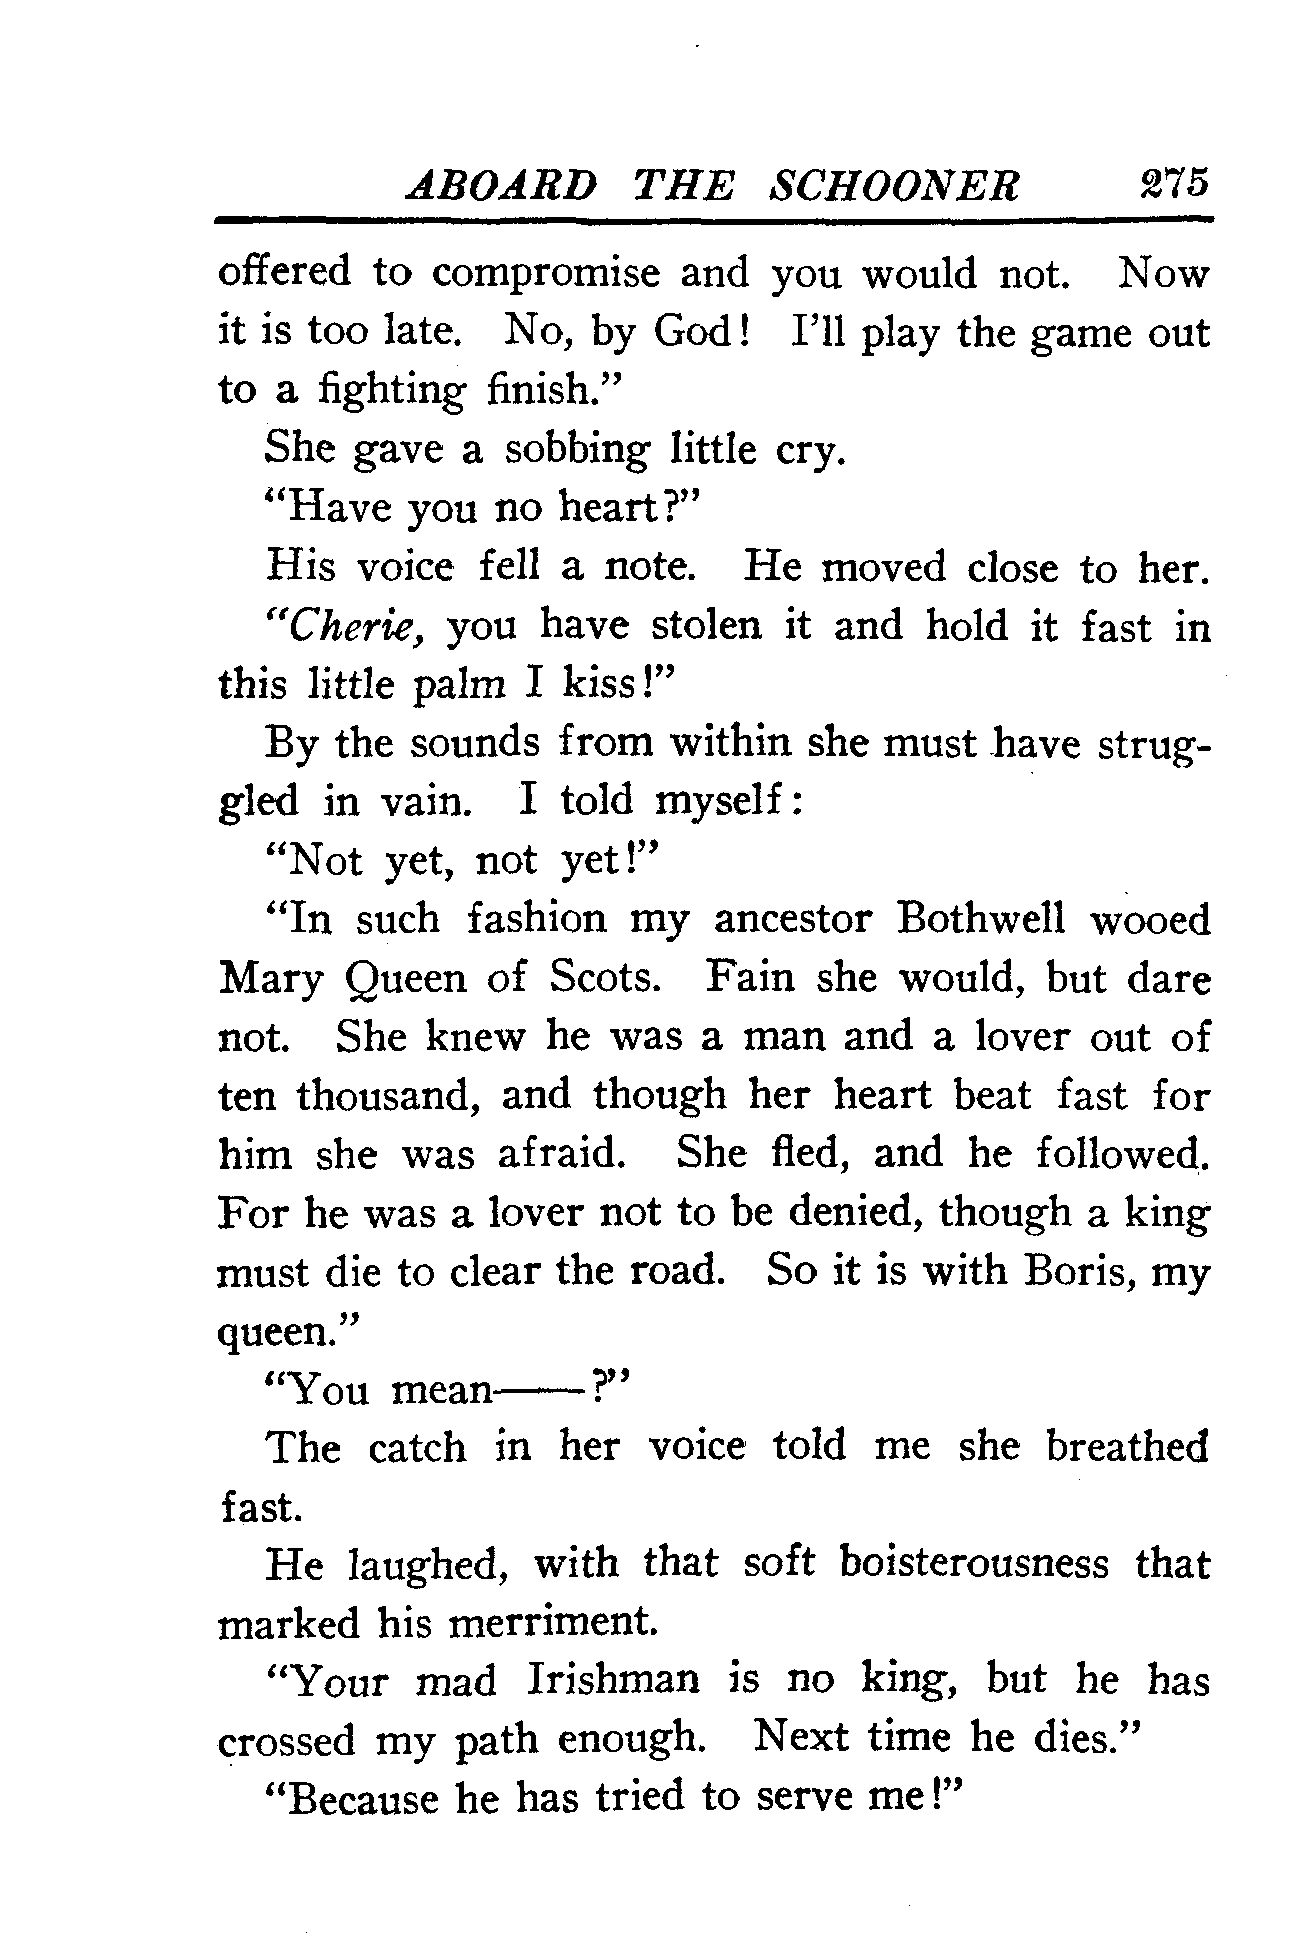 ABOARD THE SCHOONER 275
offered to compromise and you would not. Now
it is too late. No, by God! I'll play the game out
to a fighting finish."
She gave a sobbing little cry.
"Have you no heart?"
His voice fell a note. He moved close to her.
"Cherie, you have stolen it and hold it fast in
this little palm I kiss!"
By the sounds from within she must have strug-
gled in vain. I told myself:
"Not yet, not yet!"
"In such fashion my ancestor Bothwell wooed
Mary Queen of Scots. Fain she would, but dare
not. She knew he was a man and a lover out of
ten thousand, and though her heart beat fast for
him she was afraid. She fled, and he followed.
For he was a lover not to be denied, though a king
must die to clear the road. So it is with Boris, my
queen."
"You mean——?"
The catch in her voice told me she breathed
fast.
He laughed, with that soft boisterousness that
marked his merriment.
"Your mad Irishman is no king, but he has
crossed my path enough. Next time he dies."
"Because he has tried to serve me!"